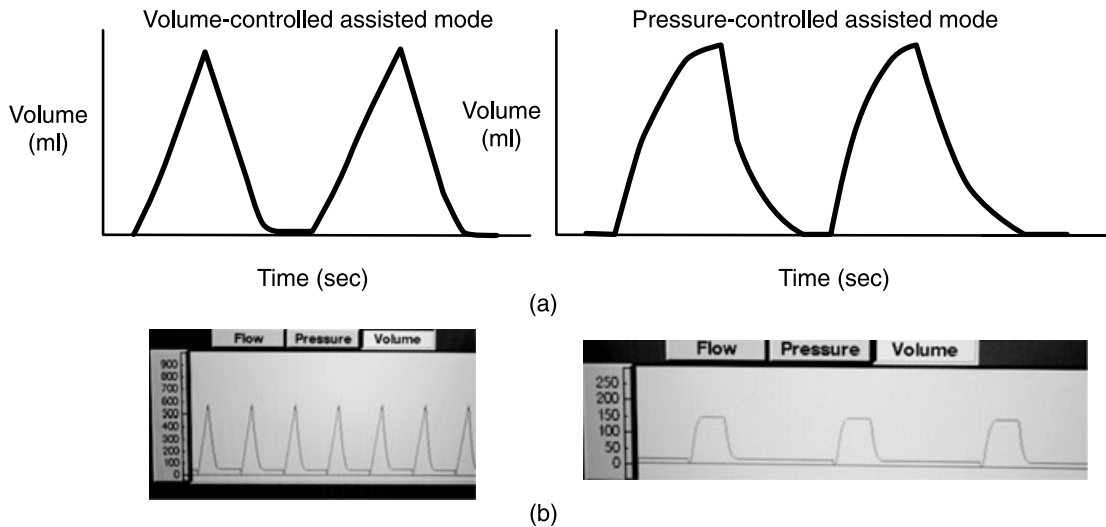 Volume-controlled assisted mode
Pressure-controlled assisted mode
Volume
(ml)
Volume
(ml)
Time (sec)
Time (sec)
(a)
Flow Pressure Volume
900
800
700
600
500
400
300
200
100
0
Flow Pressure Volume
250
200
150
100
50
0
(b)